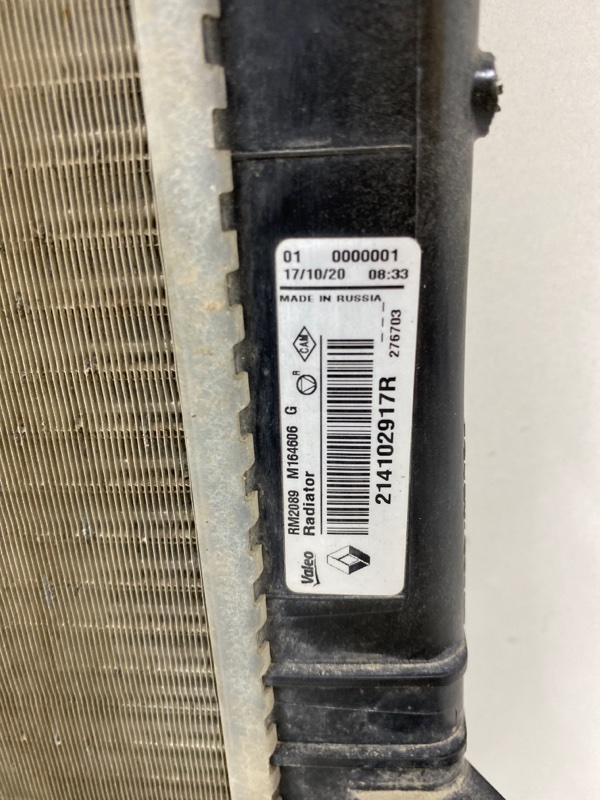 01 0000001
17/10/20 08:33
MADE IN RUSSIA
Valeo
RM2089 M164606 G
Radiator
R
CAM
214102917R
276703 ---